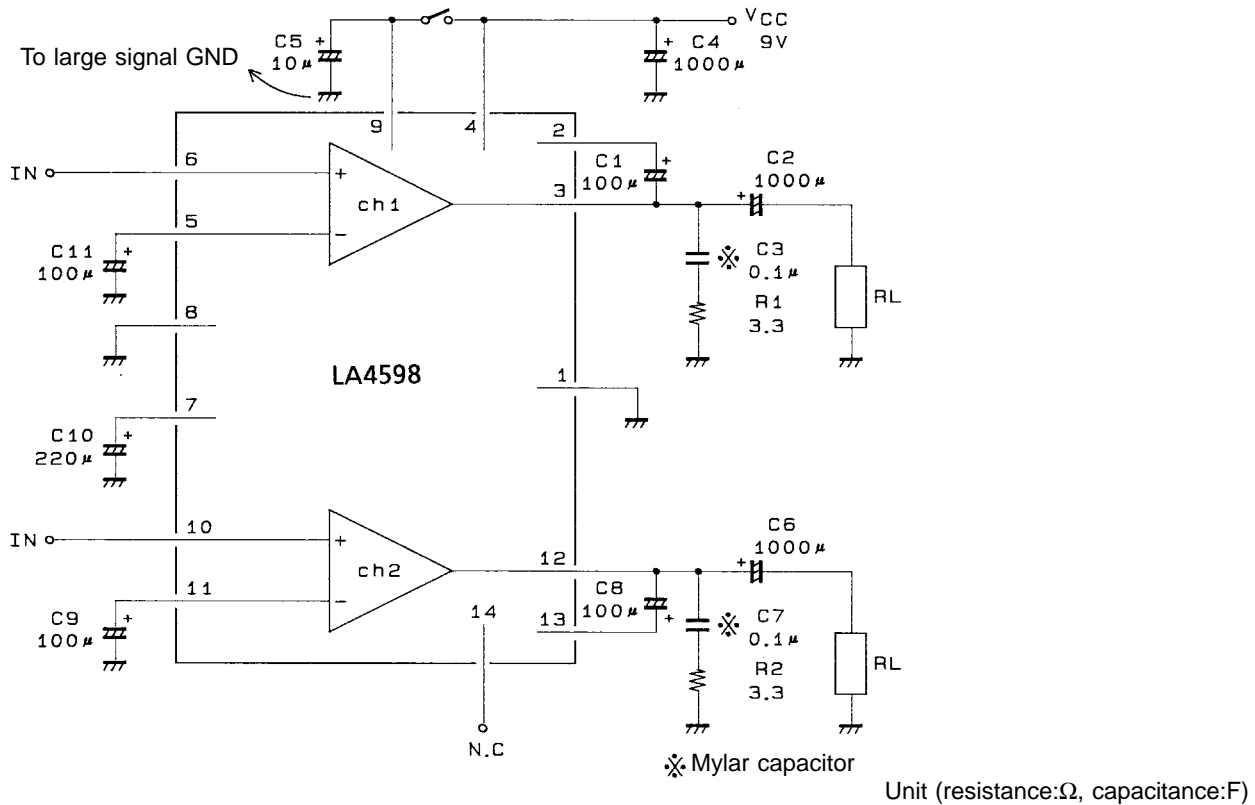 VCC
9V
C5
10μ
C4
1000μ
To large signal GND
9
4
2
6
IN
C1
100μ
C2
1000μ
ch1
3
5
C11
100μ
※
C3
0.1μ
R1
3.3
RL
8
LA4598
1
7
C10
220μ
10
IN
C6
1000μ
ch2
12
11
C9
100μ
14
C8
100μ
13
※
C7
0.1μ
R2
3.3
RL
N.C
※ Mylar capacitor
Unit (resistance:Ω, capacitance:F)